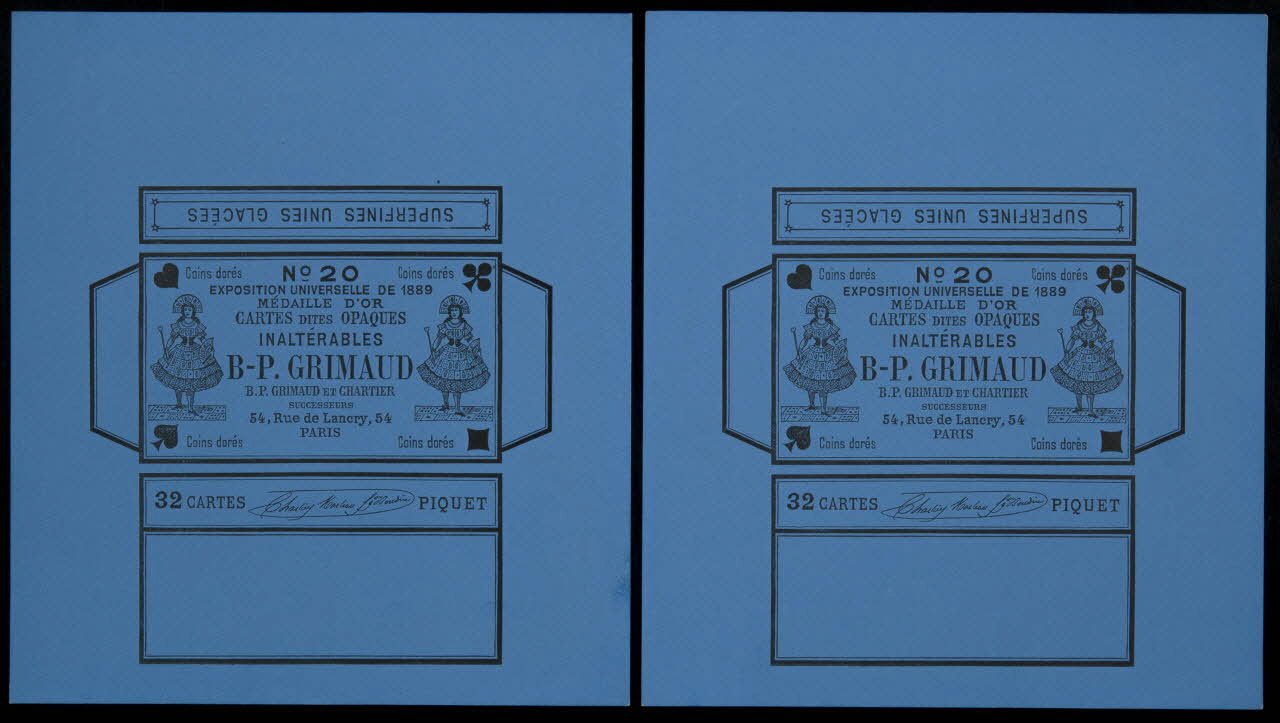 SUPERFINES UNIES GLACÉES
Coins dorés Nº 20 Coins dorés
EXPOSITION UNIVERSELLE DE 1889
MÉDAILLE D'OR
CARTES DITES OPAQUES
INALTÉRABLES
B-P. GRIMAUD
B.P. GRIMAUD ET CHARTIER
SUCCESSEURS
54, Rue de Lancry, 54
PARIS
Coins dorés Coins dorés
32 CARTES PIQUET
SUPERFINES UNIES GLACÉES
Coins dorés Nº 20 Coins dorés
EXPOSITION UNIVERSELLE DE 1889
MÉDAILLE D'OR
CARTES DITES OPAQUES
INALTÉRABLES
B-P. GRIMAUD
B.P. GRIMAUD ET CHARTIER
SUCCESSEURS
54, Rue de Lancry, 54
PARIS
Coins dorés Coins dorés
32 CARTES PIQUET